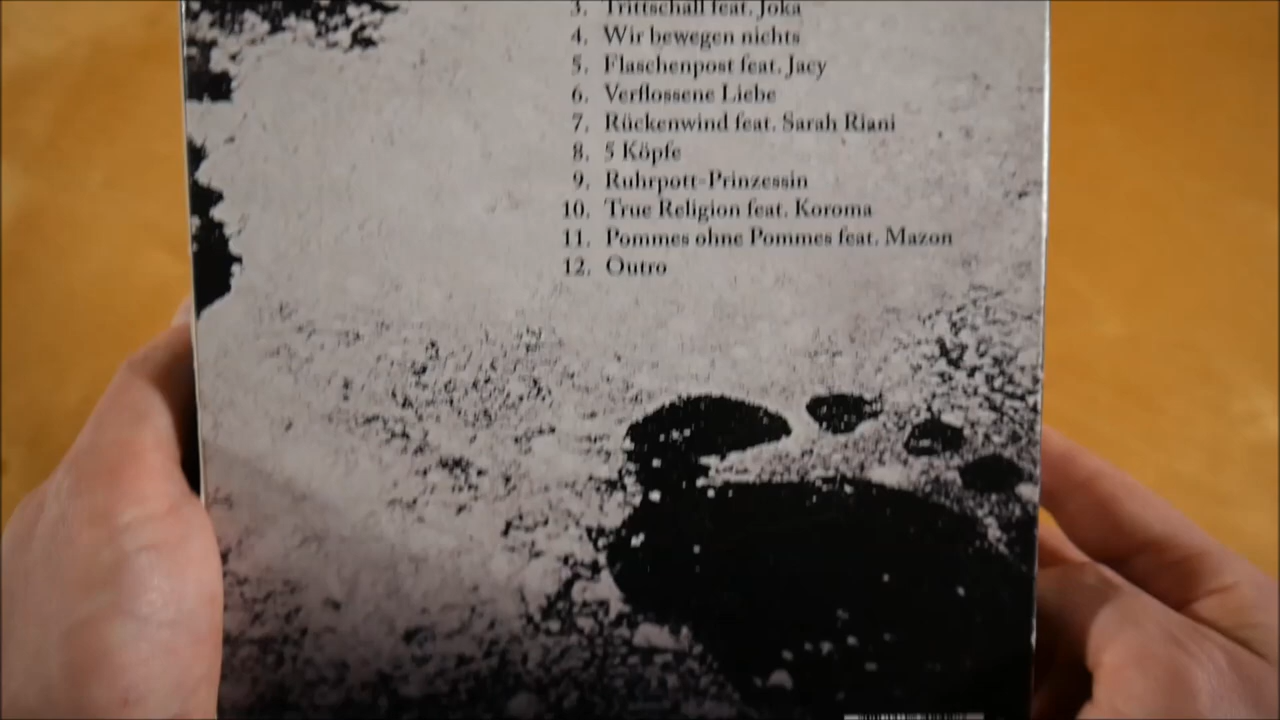 3. Trittschall feat. Joka
4. Wir bewegen nichts
5. Flaschenpost feat. Jacy
6. Verflossene Liebe
7. Rückenwind feat. Sarah Riani
8. 5 Köpfe
9. Ruhrpott-Prinzessin
10. True Religion feat. Koroma
11. Pommes ohne Pommes feat. Mazon
12. Outro